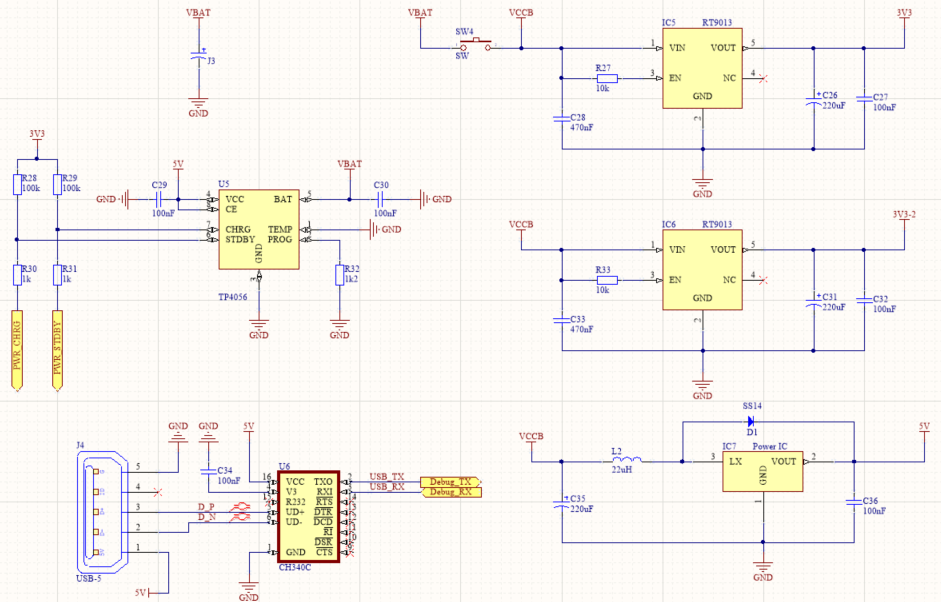 VBAT
J3
GND
VBAT
SW4
SW
VCCB
IC5
RT9013
1
VIN
VOUT
5
3
EN
NC
4
GND
2
R27
10k
C28
470nF
C26
220uF
C27
100nF
3V3
GND
3V3
R28
100k
R29
100k
R30
1k
R31
1k
PWR_CHRG
PWR_STDBY
GND
C29
100nF
5V
U5
4
VCC
8
CE
BAT
5
7
CHRG
6
STDBY
TEMP
1
PROG
2
GND
3
TP4056
GND
VBAT
C30
100nF
GND
GND
R32
1k2
GND
VCCB
IC6
RT9013
1
VIN
VOUT
5
3
EN
NC
4
GND
2
R33
10k
C33
470nF
C31
220uF
C32
100nF
3V3-2
GND
J4
USB-5
5
4
3
2
1
GND
GND
C34
100nF
5V
D_P
D_N
5V
U6
16
VCC
V3
R232
UD+
UD-
GND
TXO
RXI
RTS
DTR
DCD
RI
DSR
CTS
CH340C
GND
USB_TX
USB_RX
Debug_TX
Debug_RX
VCCB
C35
220uF
L2
22uH
SS14
D1
IC7
Power IC
3
LX
VOUT
2
GND
1
5V
C36
100nF
GND